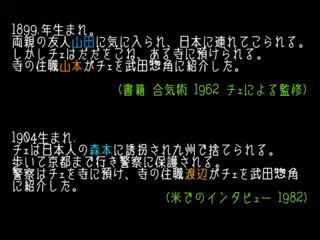 1899.年生まれ。
両親の友人山田に気に入られ、日本に連れてこられる。
しかしチェはただをこね、ある寺に預けられる。
寺の住職山本がチェを武田惣角に紹介した。
(書籍 合気術 1962 チェによる監修)
1904生まれ.
チェは日本人の森本に誘拐され九州で捨てられる。
歩いて京都まで行き警察に保護される。
警察はチェを寺に預け、寺の住職渡辺がチェを武田惣角
に紹介した。
(米でのインタビュー 1982)